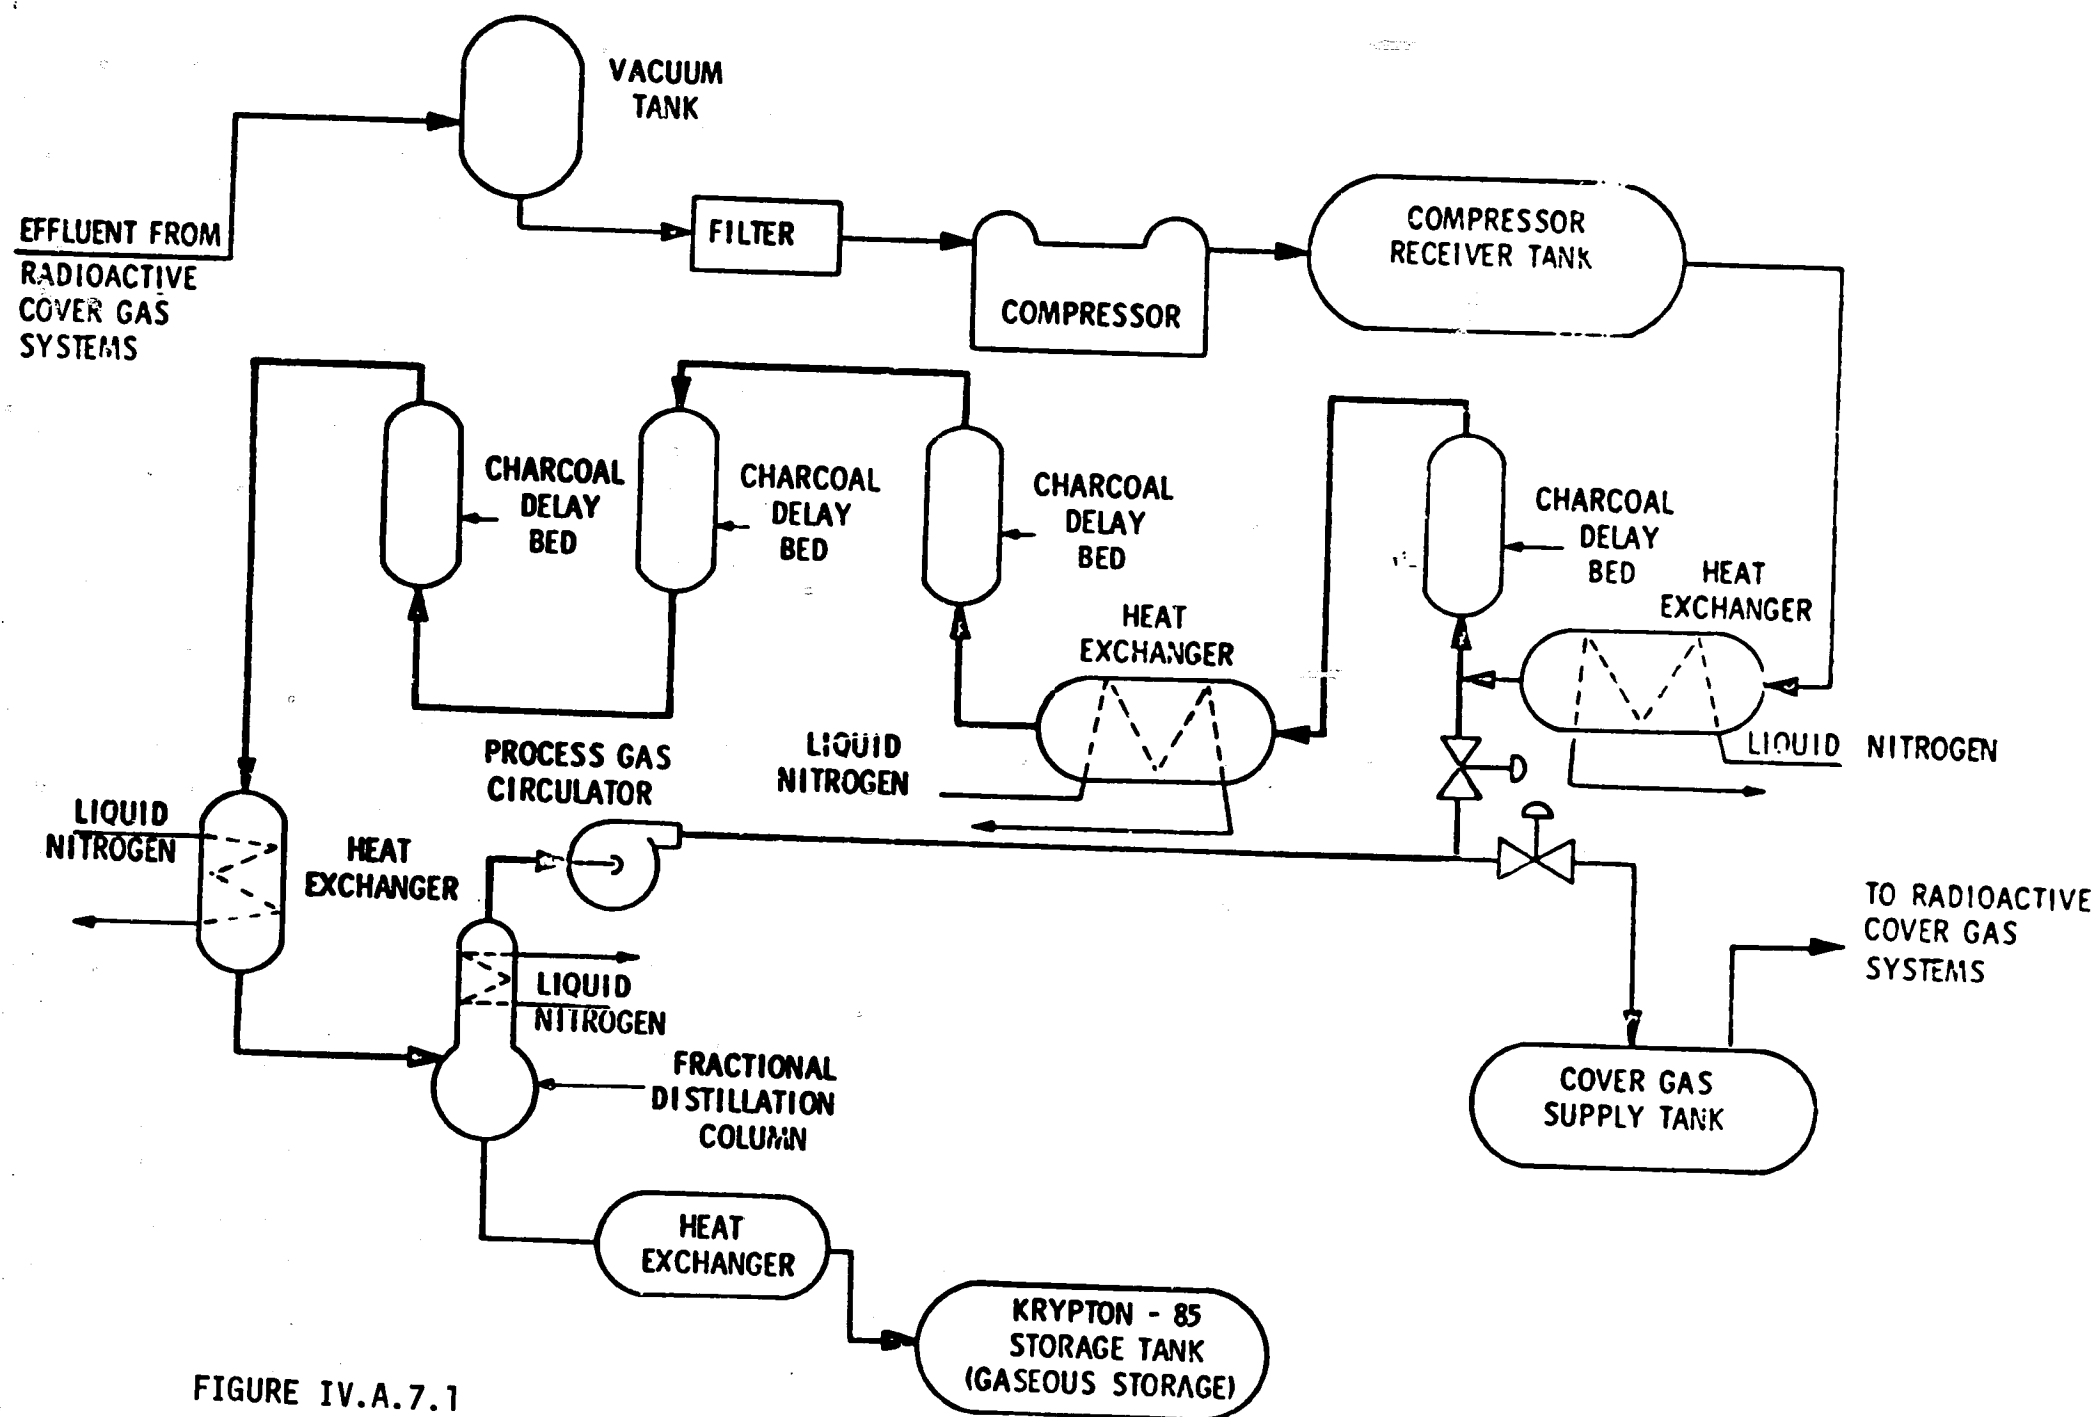 VACUUM
TANK
EFFLUENT FROM
RADIOACTIVE
COVER GAS
SYSTEMS
FILTER
COMPRESSOR
COMPRESSOR
RECEIVER TANK
CHARCOAL
DELAY
BED
CHARCOAL
DELAY
BED
CHARCOAL
DELAY
BED
CHARCOAL
DELAY
BED
HEAT
EXCHANGER
HEAT
EXCHANGER
LIQUID NITROGEN
LIQUID
NITROGEN
PROCESS GAS
CIRCULATOR
LIQUID
NITROGEN
HEAT
EXCHANGER
LIQUID
NITROGEN
FRACTIONAL
DISTILLATION
COLUMN
TO RADIOACTIVE
COVER GAS
SYSTEMS
COVER GAS
SUPPLY TANK
HEAT
EXCHANGER
KRYPTON - 85
STORAGE TANK
(GASEOUS STORAGE)
FIGURE IV.A.7.1